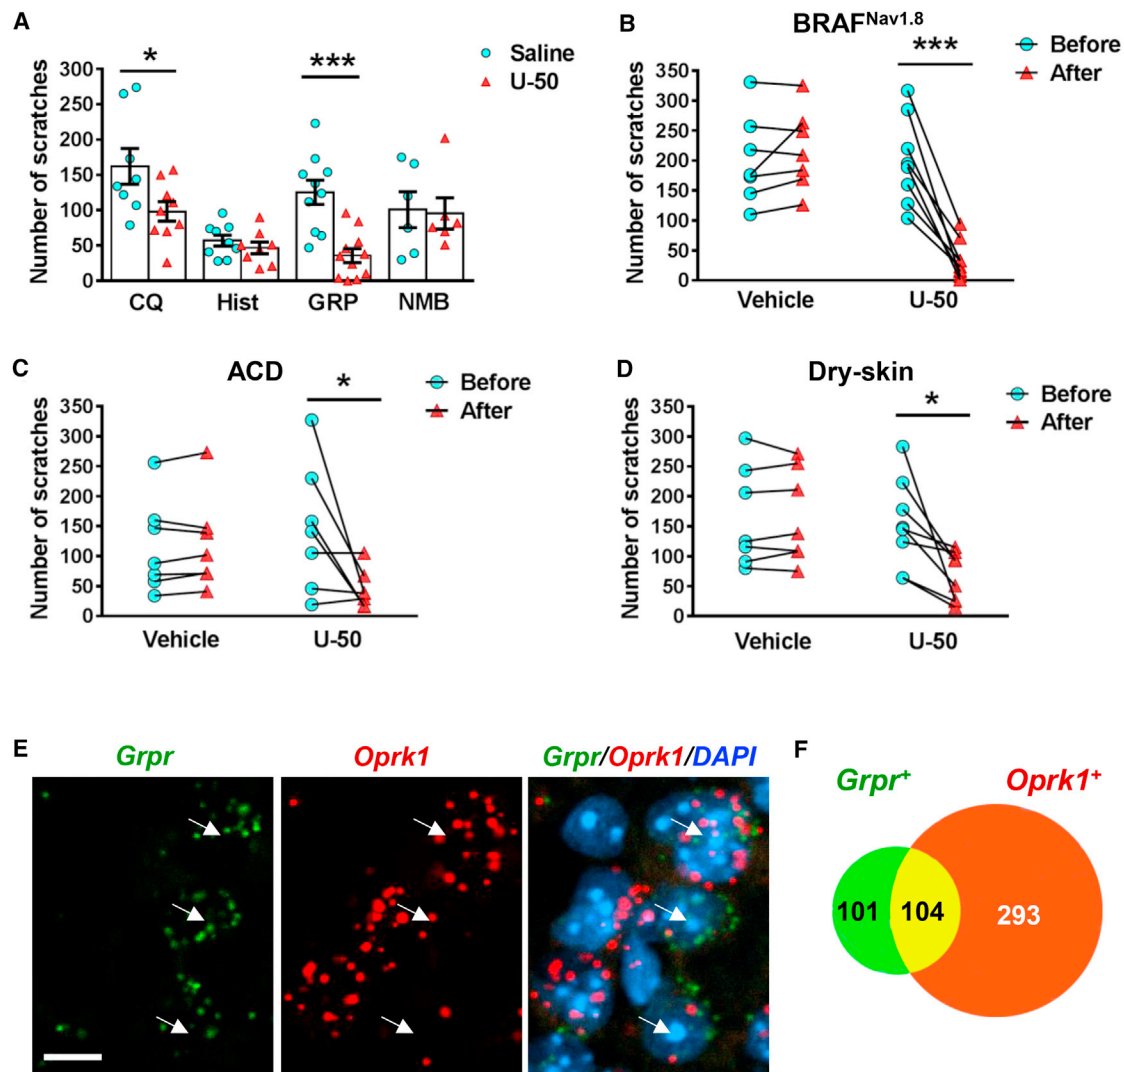 A
Number of scratches
300
250
200
150
100
50
0
*
***
Saline
U-50
CQ Hist GRP NMB
B
BRAFNav1.8
Number of scratches
350
300
250
200
150
100
50
0
***
Before
After
Vehicle U-50
C
ACD
Number of scratches
350
300
250
200
150
100
50
0
*
Before
After
Vehicle U-50
D
Dry-skin
Number of scratches
350
300
250
200
150
100
50
0
*
Before
After
Vehicle U-50
E
Grpr
Oprk1
Grpr/Oprk1/DAPI
F
Grpr+ Oprk1+
101 104 293